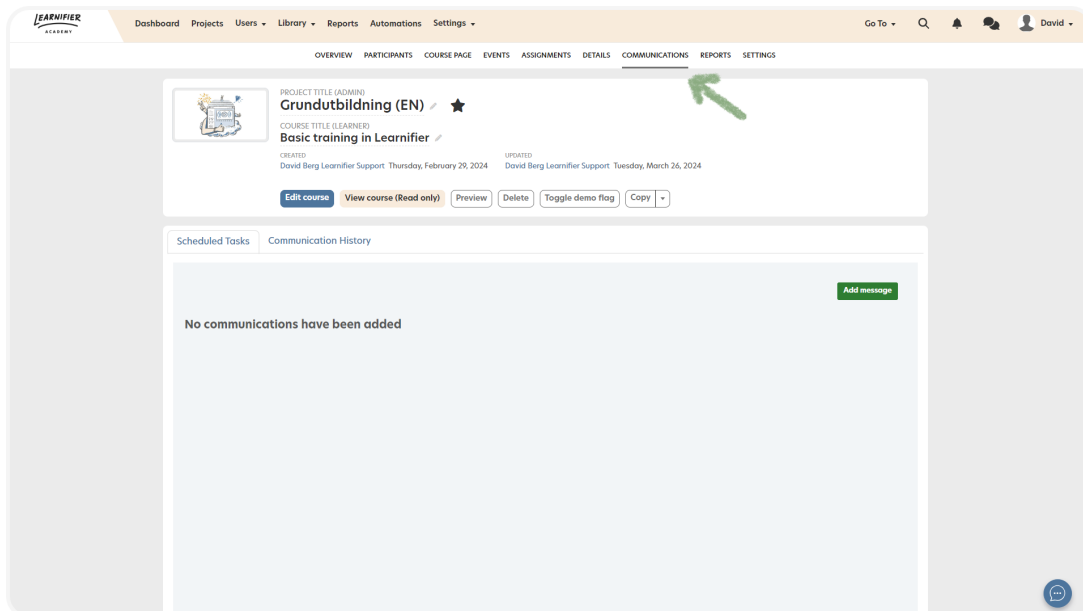 LEARNIFIER
ACADEMY
Dashboard Projects Users Library Reports Automations Settings Go To David
OVERVIEW PARTICIPANTS COURSE PAGE EVENTS ASSIGNMENTS DETAILS COMMUNICATIONS REPORTS SETTINGS
PROJECT TITLE (ADMIN)
Grundutbildning (EN)
COURSE TITLE (LEARNER)
Basic training in Learnifier
CREATED UPDATED
David Berg Learnifier Support Thursday, February 29, 2024 David Berg Learnifier Support Tuesday, March 26, 2024
Edit course View course (Read only) Preview Delete Toggle demo flag Copy
Scheduled Tasks Communication History
Add message
No communications have been added